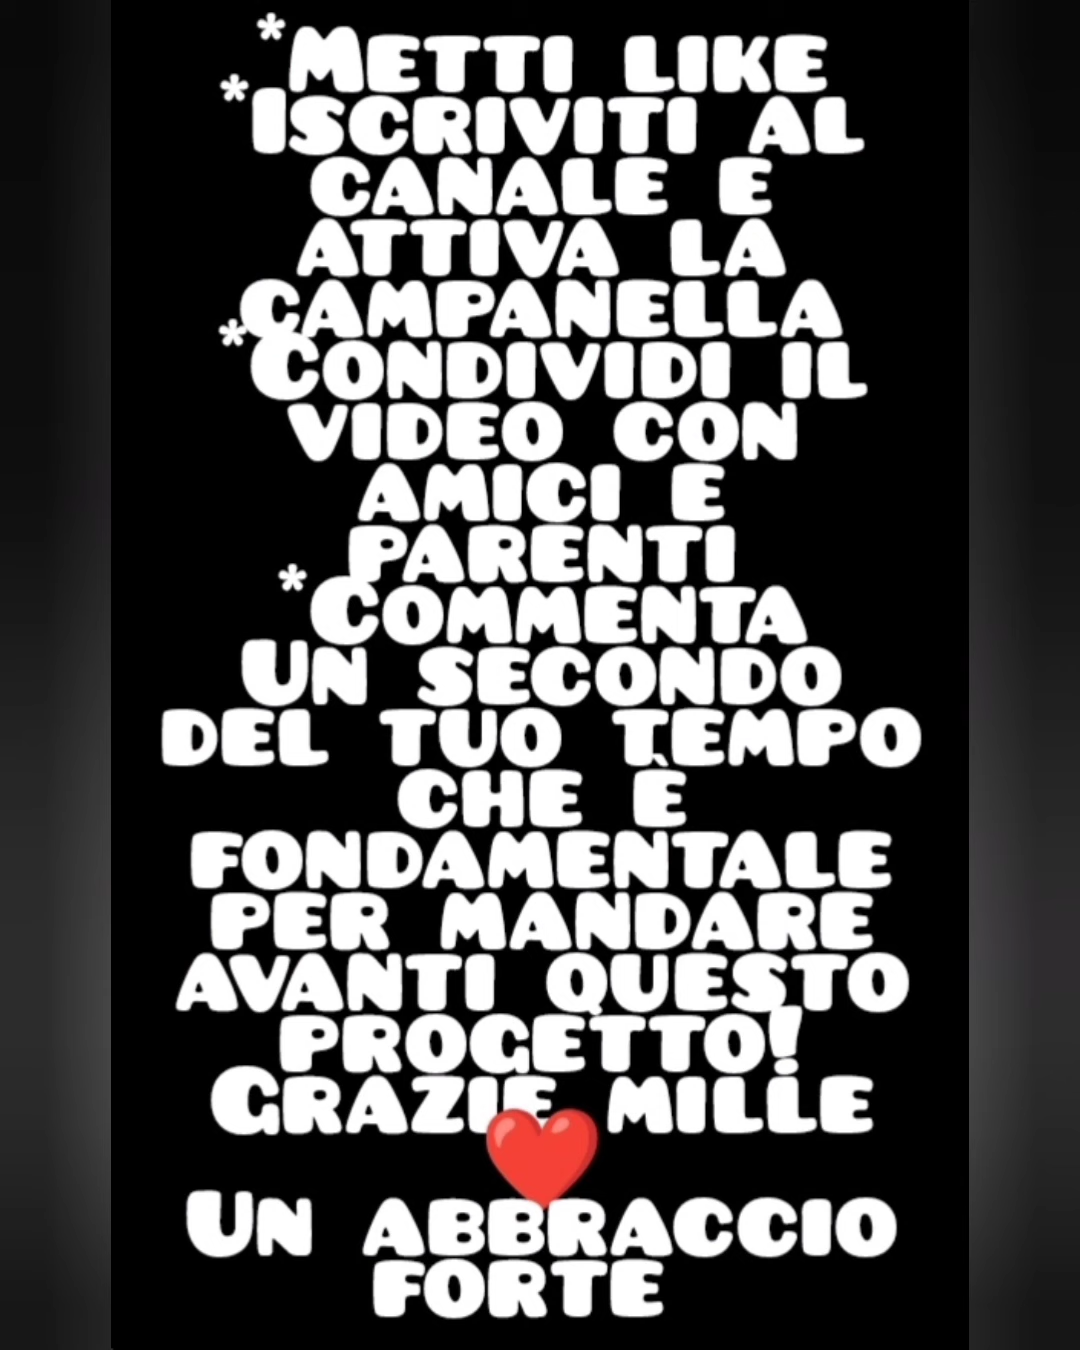 *Metti like
*Iscriviti al
canale e
attiva la
campanella
*Condividi il
video con
amici e
parenti
*Commenta
Un secondo
del tuo tempo
che è
fondamentale
per mandare
avanti questo
progetto!
Grazie mille
❤️
Un abbraccio
forte